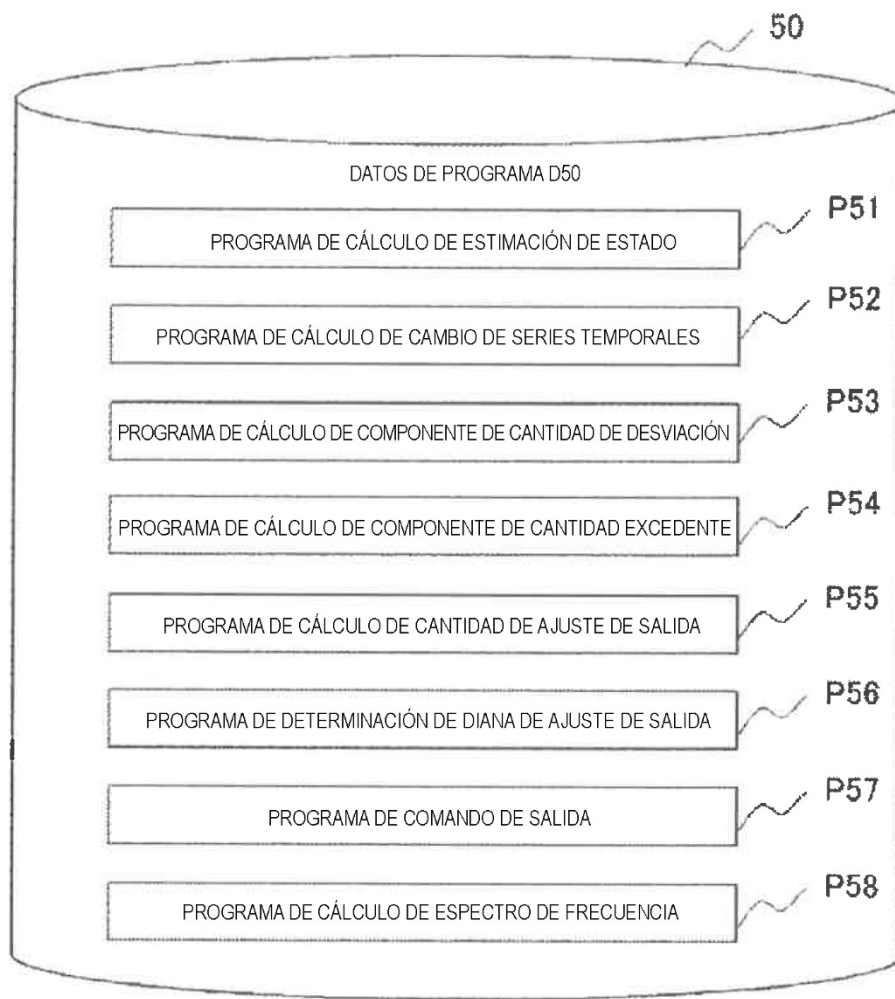 50
DATOS DE PROGRAMA D50
P51
PROGRAMA DE CÁLCULO DE ESTIMACIÓN DE ESTADO
P52
PROGRAMA DE CÁLCULO DE CAMBIO DE SERIES TEMPORALES
P53
PROGRAMA DE CÁLCULO DE COMPONENTE DE CANTIDAD DE DESVIACIÓN
P54
PROGRAMA DE CÁLCULO DE COMPONENTE DE CANTIDAD EXCEDENTE
P55
PROGRAMA DE CÁLCULO DE CANTIDAD DE AJUSTE DE SALIDA
P56
PROGRAMA DE DETERMINACIÓN DE DIANA DE AJUSTE DE SALIDA
P57
PROGRAMA DE COMANDO DE SALIDA
P58
PROGRAMA DE CÁLCULO DE ESPECTRO DE FRECUENCIA